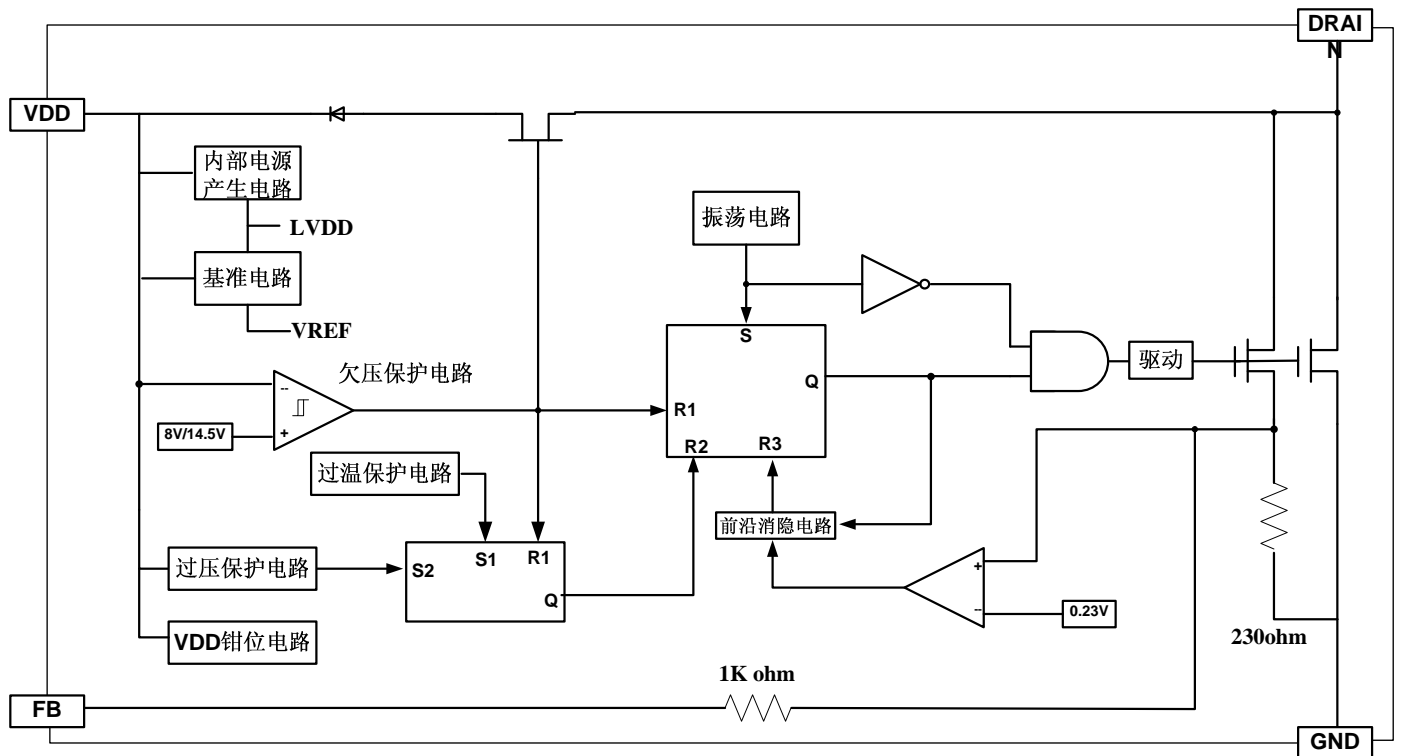 DRAI
N
VDD
内部电源
产生电路
LVDD
基准电路
VREF
振荡电路
S
Q
R1
R2
R3
驱动
欠压保护电路
--
+
8V/14.5V
过温保护电路
前沿消隐电路
过压保护电路
S2
S1
R1
Q
+
--
0.23V
230ohm
VDD钳位电路
1K ohm
FB
GND